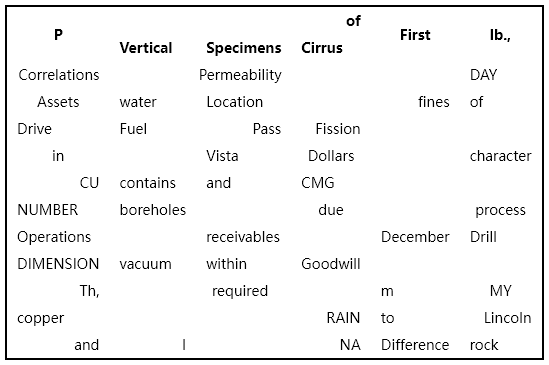 P Vertical Specimens of Cirrus First lb.,
Correlations Permeability DAY
Assets water Location fines of
Drive Fuel Pass Fission
in Vista Dollars character
CU contains and CMG
NUMBER boreholes due process
Operations receivables December Drill
DIMENSION vacuum within Goodwill
Th, required m MY
copper RAIN to Lincoln
and l NA Difference rock